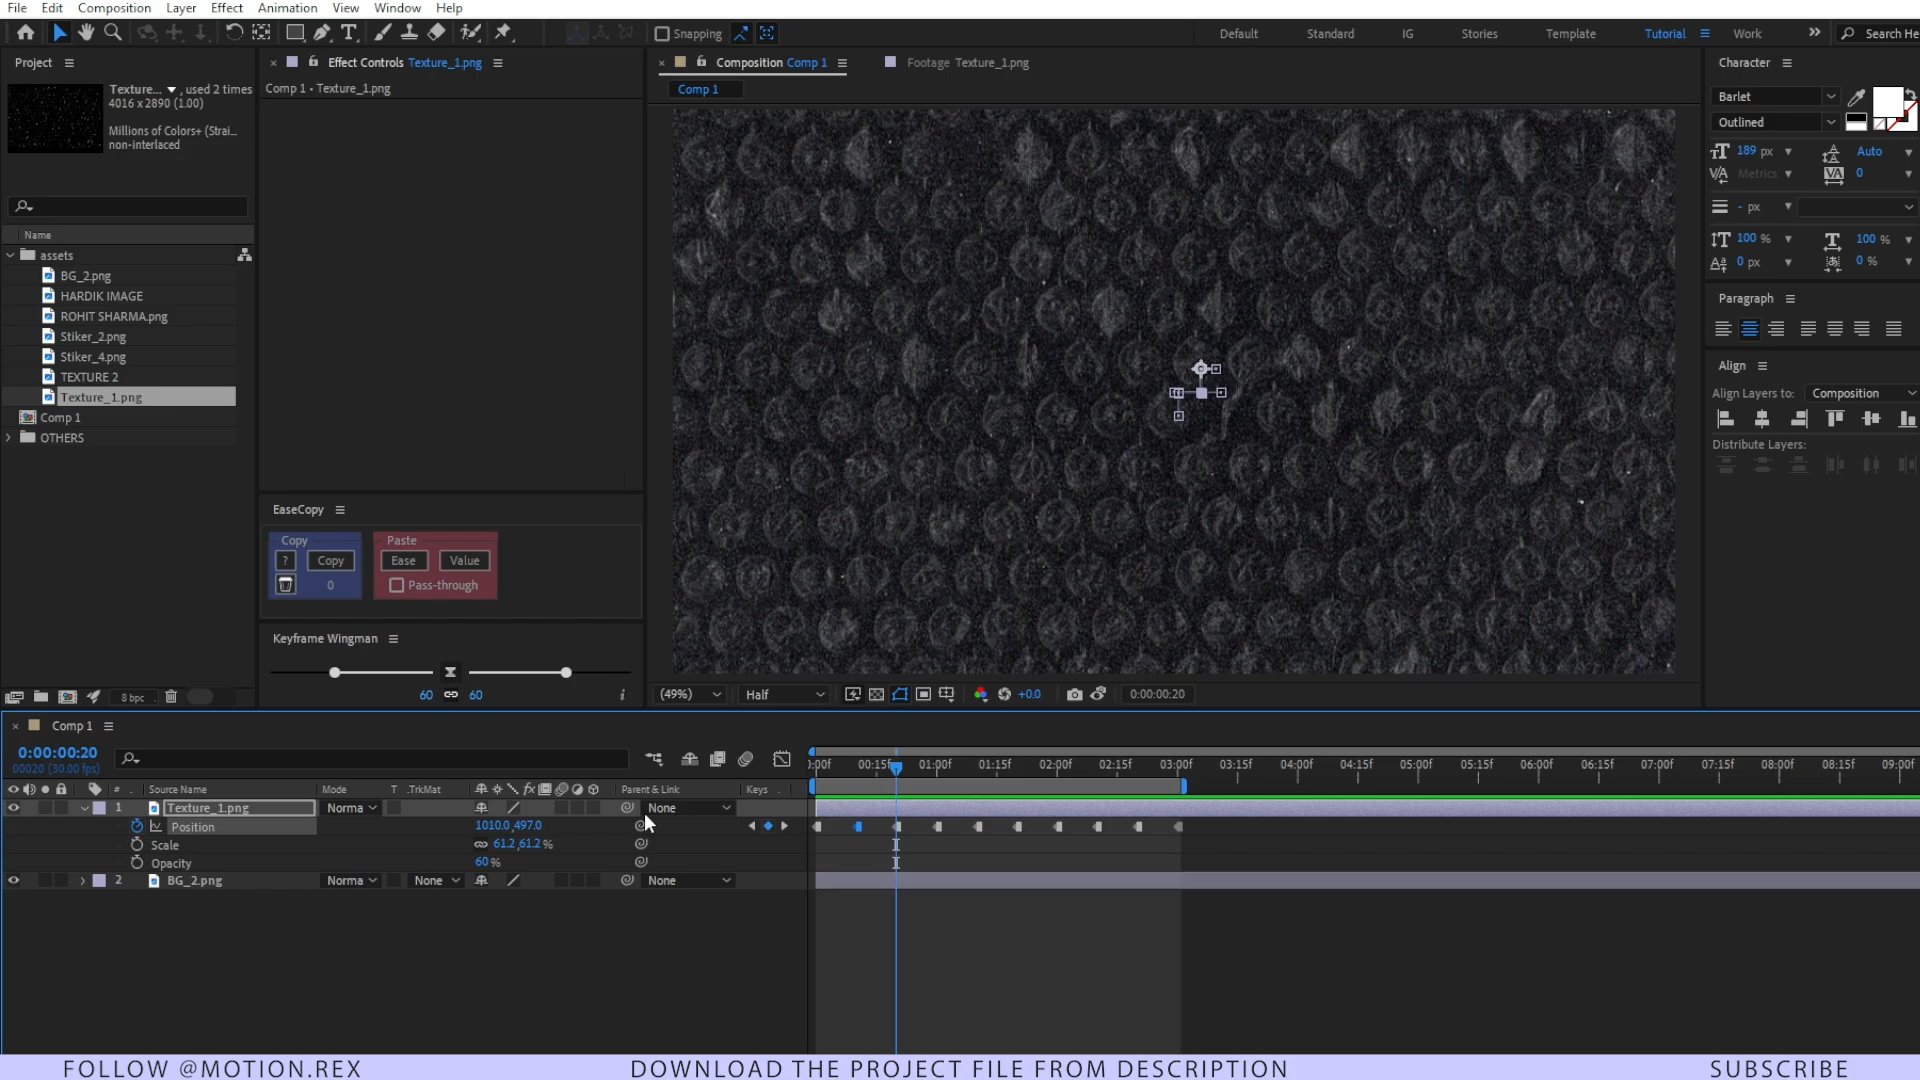 File Edit Composition Layer Effect Animation View Window Help
Snapping Default Standard IG Stories Template Tutorial Work Search He
Project
Texture... , used 2 times
4016 x 2890 (1.00)
Millions of Colors+ (Strai...
non-interlaced
Name
assets
BG_2.png
HARDIK IMAGE
ROHIT SHARMA.png
Stiker_2.png
Stiker_4.png
TEXTURE 2
Texture_1.png
Comp 1
OTHERS
8 bpc
Effect Controls Texture_1.png
Comp 1 • Texture_1.png
EaseCopy
Copy Paste
? Copy Ease Value
0 Pass-through
Keyframe Wingman
60 60 i
Composition Comp 1 Footage Texture_1.png
Comp 1
(49%) Half +0.0 0:00:00:20
Character
Barlet
Outlined
189 px Auto
Metrics 0
- px
100 % 100 %
0 px 0 %
Paragraph
Align
Align Layers to: Composition
Distribute Layers:
Comp 1
0:00:00:20
00020 (30.00 fps)
:00f 00:15f 01:00f 01:15f 02:00f 02:15f 03:00f 03:15f 04:00f 04:15f 05:00f 05:15f 06:00f 06:15f 07:00f 07:15f 08:00f 08:15f 09:00f
# Source Name Mode T .TrkMat fx Parent & Link Keys
1 Texture_1.png Norma None
Position 1010.0,497.0
Scale 61.2,61.2 %
Opacity 60 %
2 BG_2.png Norma None None
FOLLOW @MOTION.REX DOWNLOAD THE PROJECT FILE FROM DESCRIPTION SUBSCRIBE